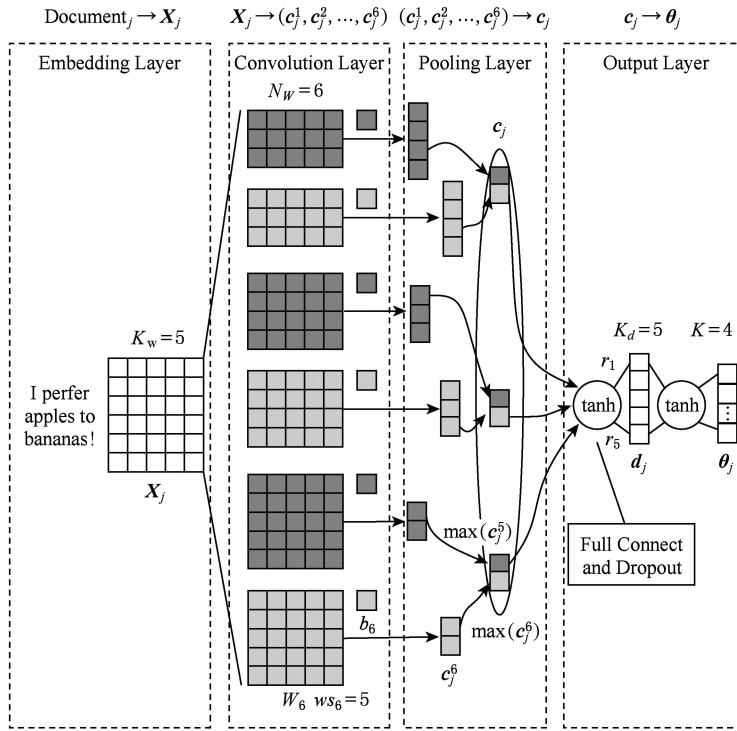 Document_j → X_j
X_j → (c_j^1, c_j^2, …, c_j^6)
(c_j^1, c_j^2, …, c_j^6) → c_j
c_j → θ_j
Embedding Layer
Convolution Layer
Pooling Layer
Output Layer
N_W = 6
c_j
K_w = 5
I perfer
apples to
bananas!
X_j
K_d = 5
K = 4
r_1
tanh
tanh
r_5
d_j
θ_j
max(c_j^5)
Full Connect
and Dropout
b_6
max(c_j^6)
c_j^6
W_6 ws_6 = 5